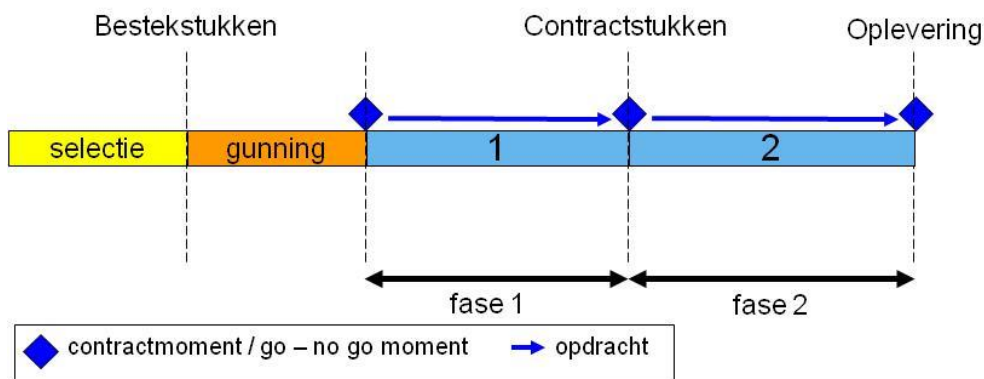 Bestekstukken
Contractstukken
Oplevering
selectie
gunning
1
2
fase 1
fase 2
contractmoment / go – no go moment
opdracht